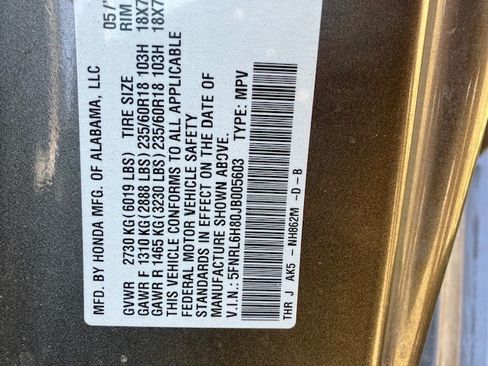 MFD. BY HONDA MFG. OF ALABAMA, LLC 05/
GVWR 2730 KG (6019 LBS) TIRE SIZE RIM
GAWR F 1310 KG (2888 LBS) 235/60R18 103H 18X7
GAWR R 1465 KG (3230 LBS) 235/60R18 103H 18X7
THIS VEHICLE CONFORMS TO ALL APPLICABLE
FEDERAL MOTOR VEHICLE SAFETY
STANDARDS IN EFFECT ON THE DATE OF
MANUFACTURE SHOWN ABOVE.
V.I.N.: 5FNRL6H80JB005603 TYPE: MPV
THR J AK5 - NH862M -D-B